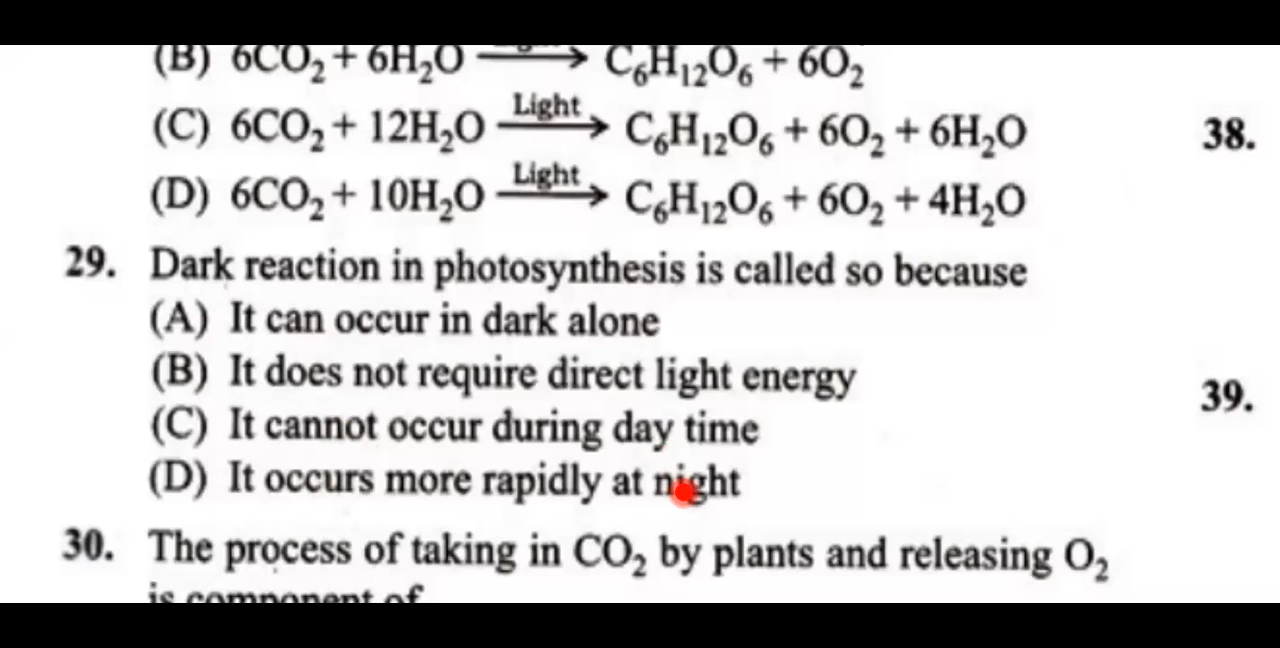 (B) 6CO₂ + 6H₂O ⟶ C₆H₁₂O₆ + 6O₂
(C) 6CO₂ + 12H₂O —Light→ C₆H₁₂O₆ + 6O₂ + 6H₂O
38.
(D) 6CO₂ + 10H₂O —Light→ C₆H₁₂O₆ + 6O₂ + 4H₂O
29. Dark reaction in photosynthesis is called so because
(A) It can occur in dark alone
(B) It does not require direct light energy
39.
(C) It cannot occur during day time
(D) It occurs more rapidly at night
30. The process of taking in CO₂ by plants and releasing O₂
is component of